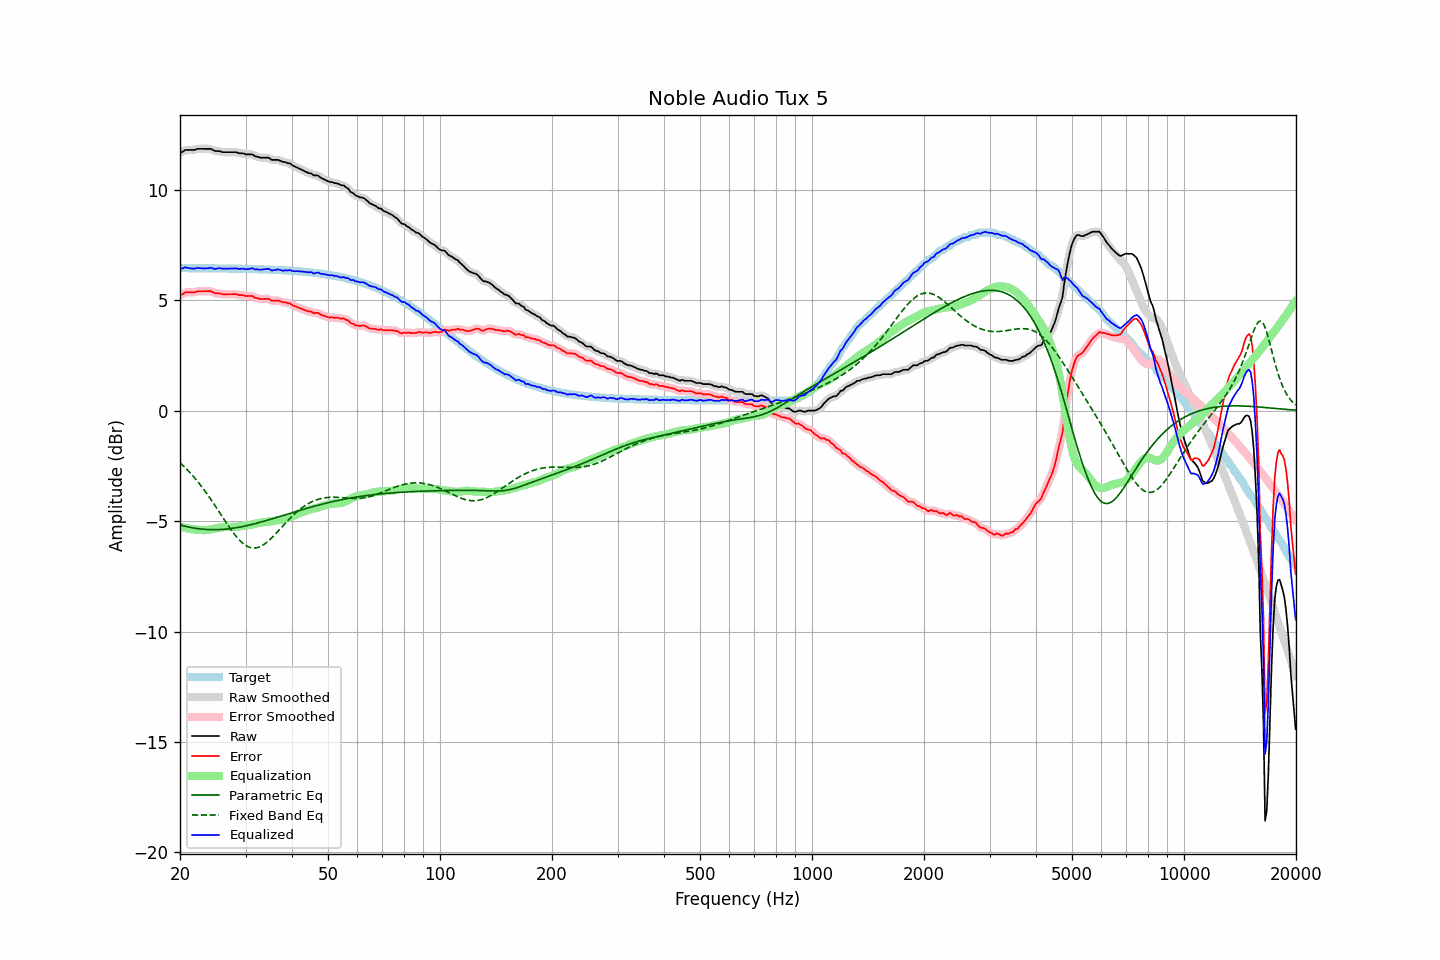 Noble Audio Tux 5
Amplitude (dBr)
10
5
0
−5
−10
−15
−20
Target
Raw Smoothed
Error Smoothed
Raw
Error
Equalization
Parametric Eq
Fixed Band Eq
Equalized
20 50 100 200 500 1000 2000 5000 10000 20000
Frequency (Hz)